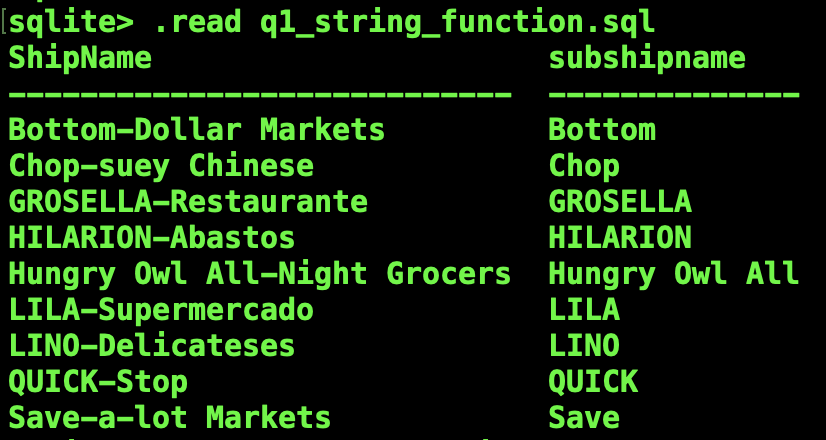 sqlite> .read q1_string_function.sql
ShipName                       subshipname
----------------------------  --------------
Bottom-Dollar Markets         Bottom
Chop-suey Chinese             Chop
GROSELLA-Restaurante          GROSELLA
HILARION-Abastos              HILARION
Hungry Owl All-Night Grocers  Hungry Owl All
LILA-Supermercado             LILA
LINO-Delicateses              LINO
QUICK-Stop                    QUICK
Save-a-lot Markets            Save